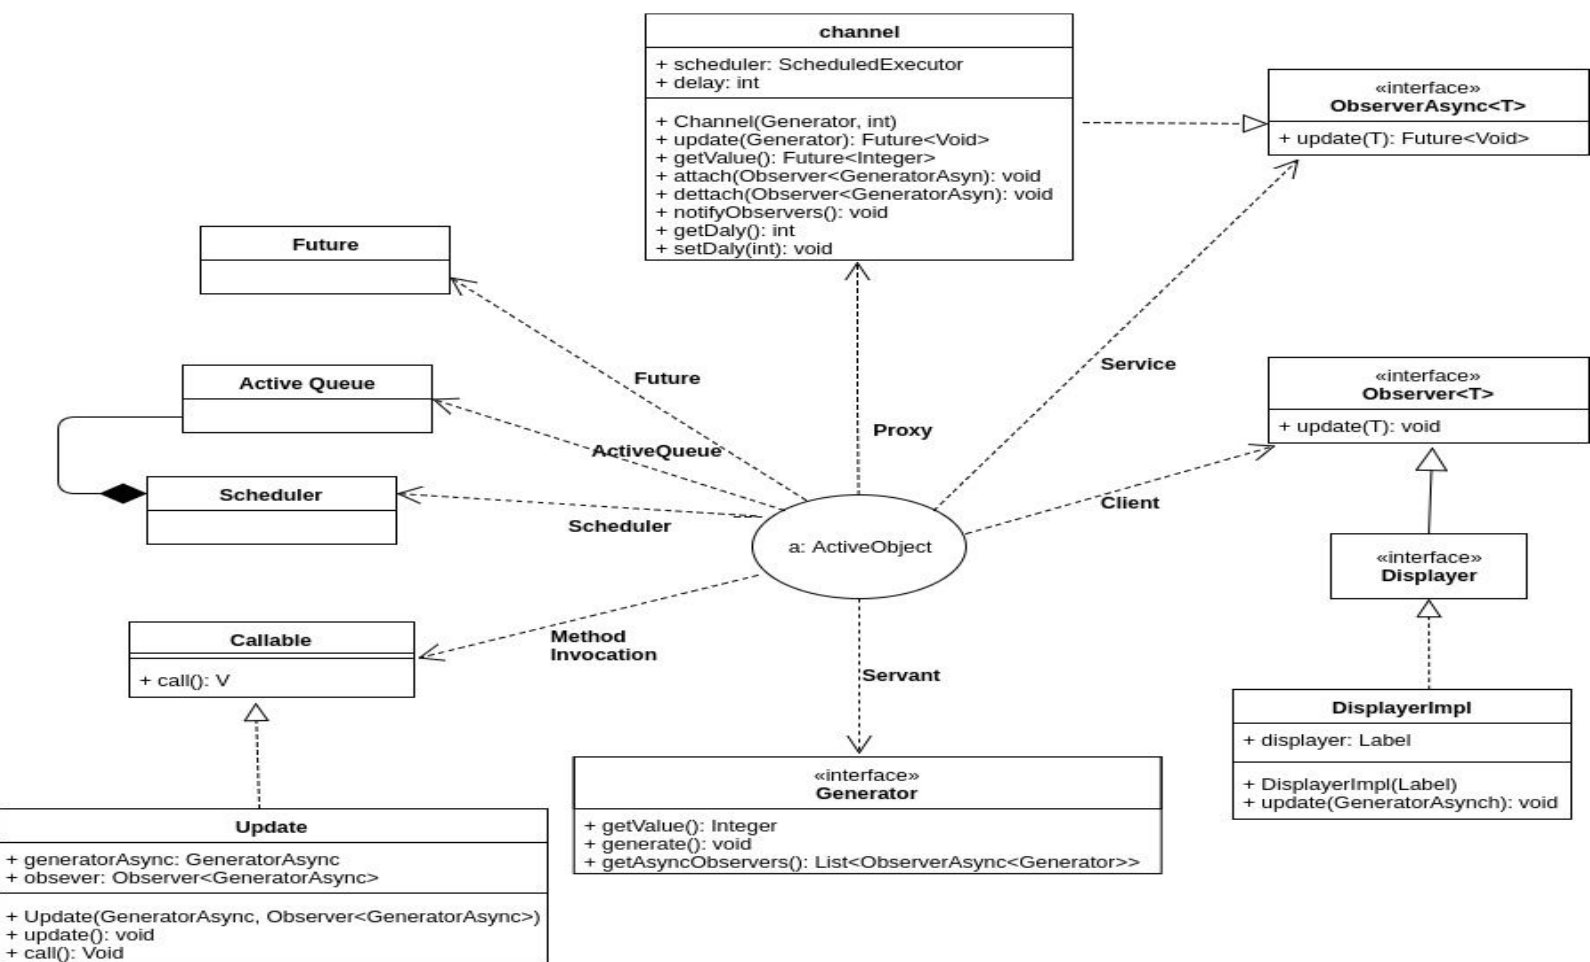 channel
+ scheduler: ScheduledExecutor
+ delay: int
+ Channel(Generator, int)
+ update(Generator): Future<Void>
+ getValue(): Future<Integer>
+ attach(Observer<GeneratorAsyn): void
+ dettach(Observer<GeneratorAsyn): void
+ notifyObservers(): void
+ getDaly(): int
+ setDaly(int): void
«interface»
ObserverAsync<T>
+ update(T): Future<Void>
Future
Future
Service
Active Queue
ActiveQueue
Proxy
«interface»
Observer<T>
+ update(T): void
Scheduler
Scheduler
Client
a: ActiveObject
«interface»
Displayer
Callable
+ call(): V
Method
Invocation
Servant
DisplayerImpl
+ displayer: Label
+ DisplayerImpl(Label)
+ update(GeneratorAsynch): void
«interface»
Generator
+ getValue(): Integer
+ generate(): void
+ getAsyncObservers(): List<ObserverAsync<Generator>>
Update
+ generatorAsync: GeneratorAsync
+ obsever: Observer<GeneratorAsync>
+ Update(GeneratorAsync, Observer<GeneratorAsync>)
+ update(): void
+ call(): Void